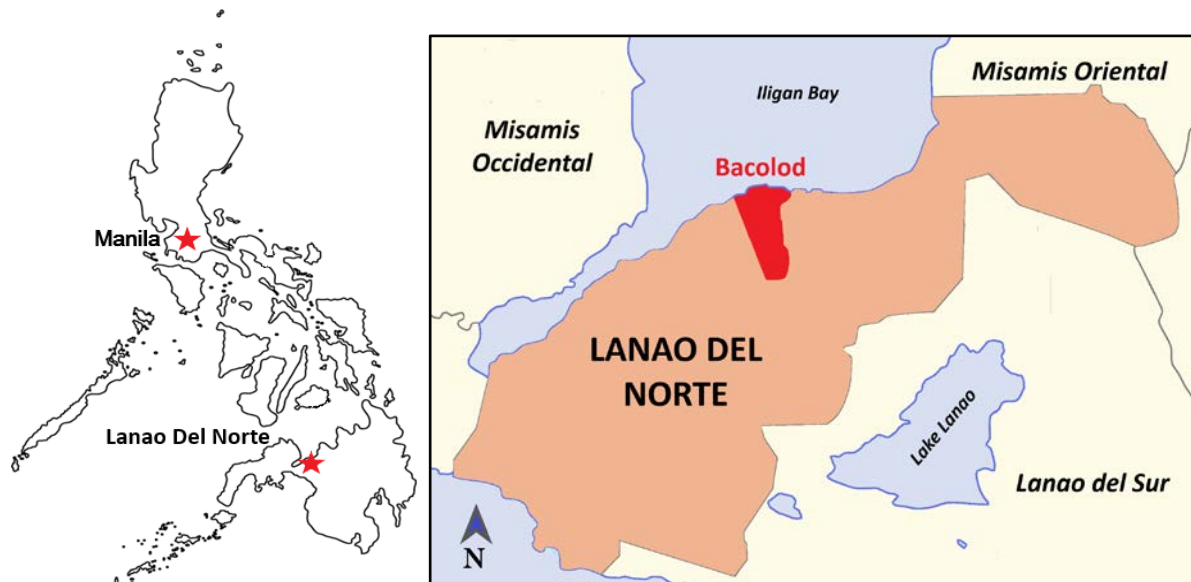 Manila
Lanao Del Norte
Misamis Oriental
Iligan Bay
Misamis
Occidental
Bacolod
LANAO DEL
NORTE
Lake Lanao
Lanao del Sur
N